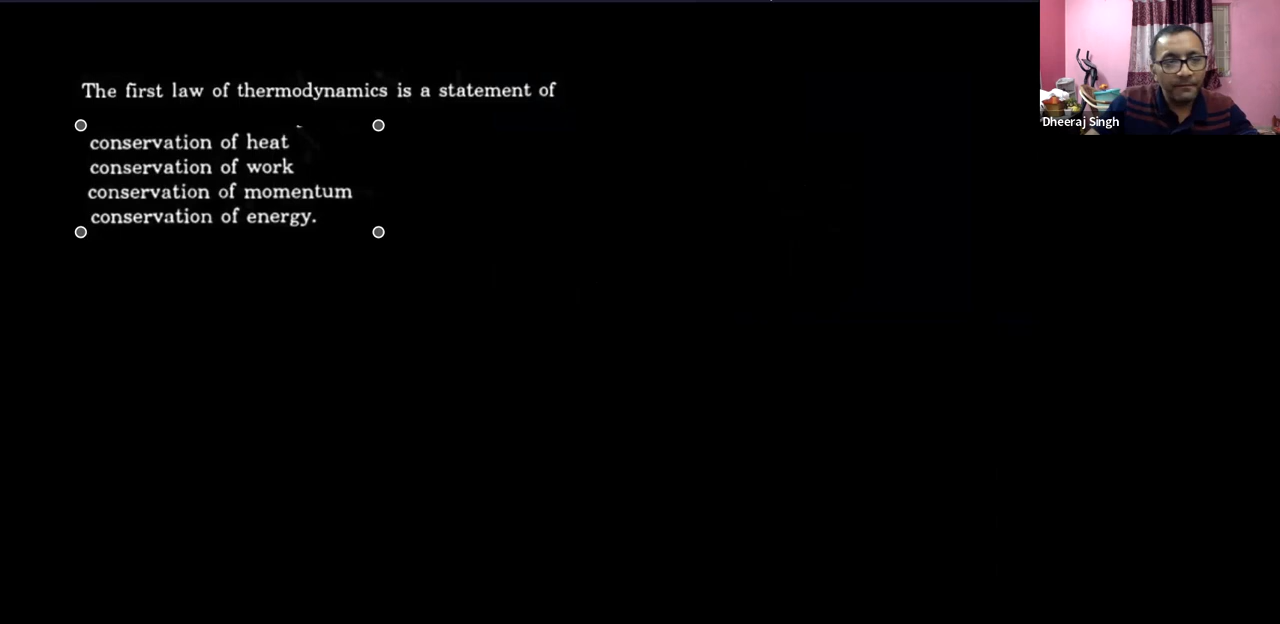 The first law of thermodynamics is a statement of
conservation of heat
conservation of work
conservation of momentum
conservation of energy.
Dheeraj Singh